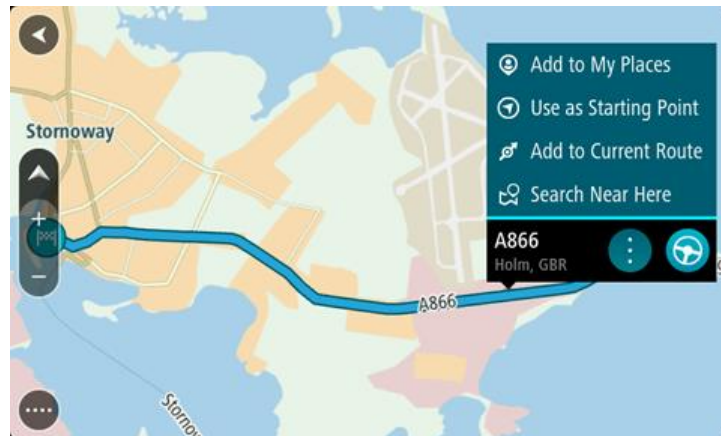 Stornoway
Add to My Places
Use as Starting Point
Add to Current Route
Search Near Here
A866
Holm, GBR
A866